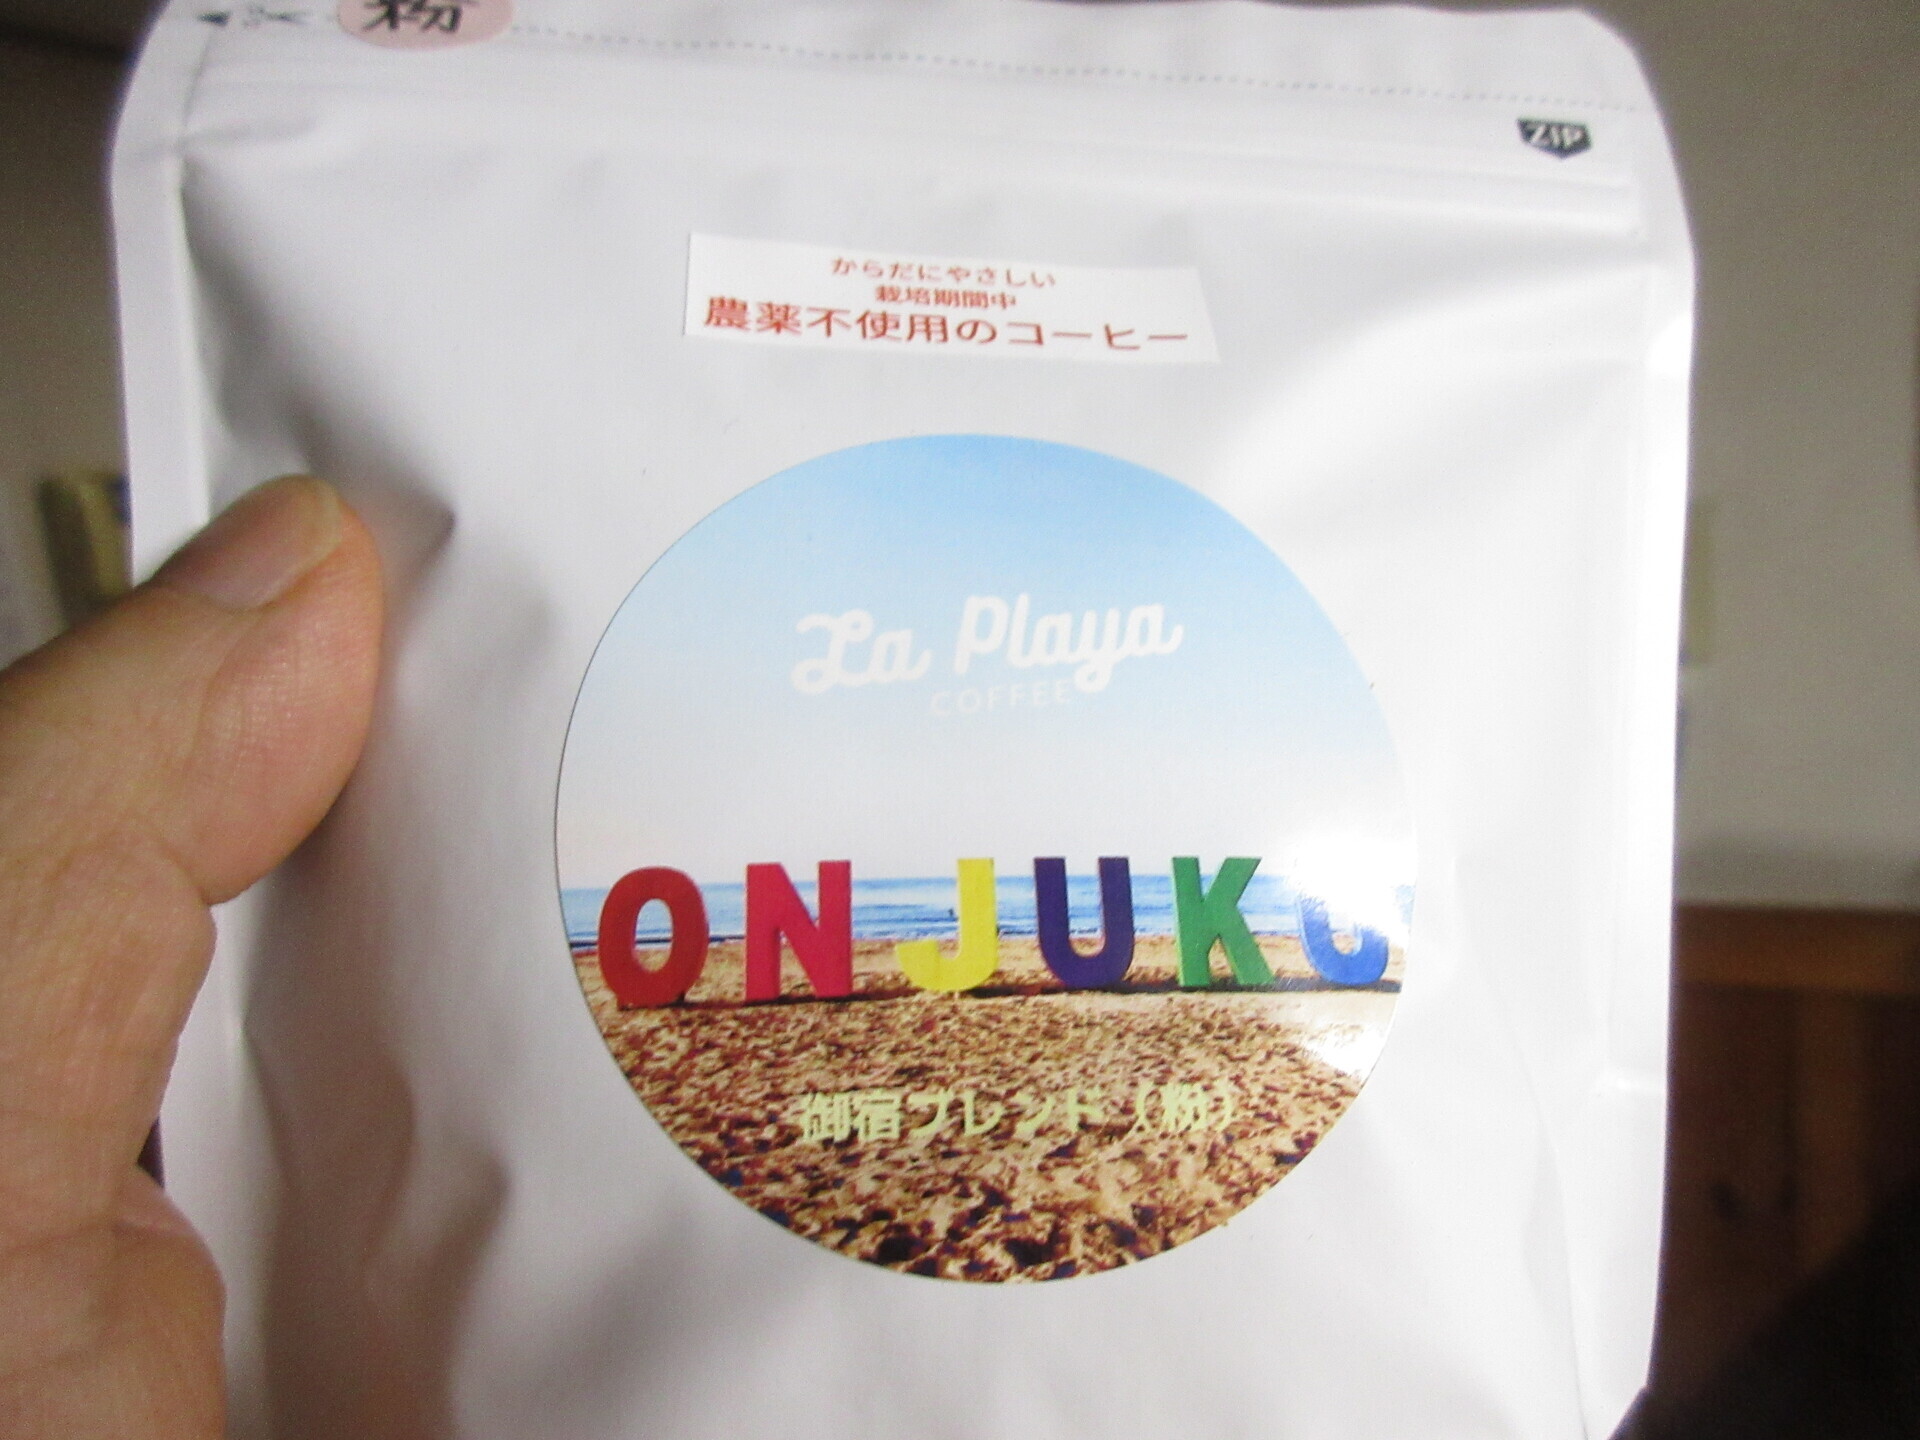 粉
ZIP
からだにやさしい
栽培期間中
農薬不使用のコーヒー
La Playa
COFFEE
ONJUKU
御宿ブレンド（粉）